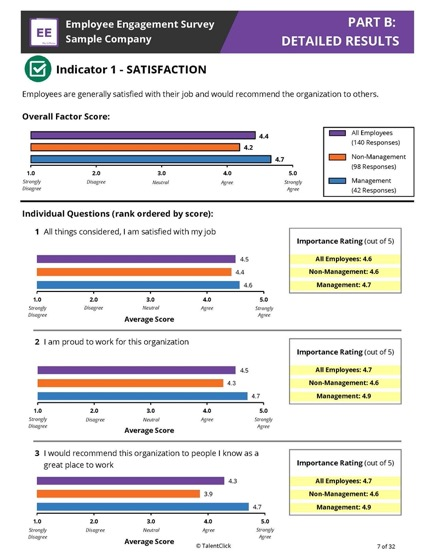 EE
Employee Engagement Survey
Sample Company
PART B:
DETAILED RESULTS
Indicator 1 - SATISFACTION
Employees are generally satisfied with their job and would recommend the organization to others.
Overall Factor Score:
4.4
4.2
4.7
1.0 2.0 3.0 4.0 5.0
Strongly Disagree Disagree Neutral Agree Strongly Agree
All Employees
(140 Responses)
Non-Management
(98 Responses)
Management
(42 Responses)
Individual Questions (rank ordered by score):
1 All things considered, I am satisfied with my job
4.5
4.4
4.6
1.0 2.0 3.0 4.0 5.0
Strongly Disagree Disagree Neutral Agree Strongly Agree
Average Score
Importance Rating (out of 5)
All Employees: 4.6
Non-Management: 4.6
Management: 4.7
2 I am proud to work for this organization
4.5
4.3
4.7
1.0 2.0 3.0 4.0 5.0
Strongly Disagree Disagree Neutral Agree Strongly Agree
Average Score
Importance Rating (out of 5)
All Employees: 4.7
Non-Management: 4.6
Management: 4.9
3 I would recommend this organization to people I know as a
great place to work
4.3
3.9
4.7
1.0 2.0 3.0 4.0 5.0
Strongly Disagree Disagree Neutral Agree Strongly Agree
Average Score
Importance Rating (out of 5)
All Employees: 4.7
Non-Management: 4.6
Management: 4.9
© TalentClick
7 of 32